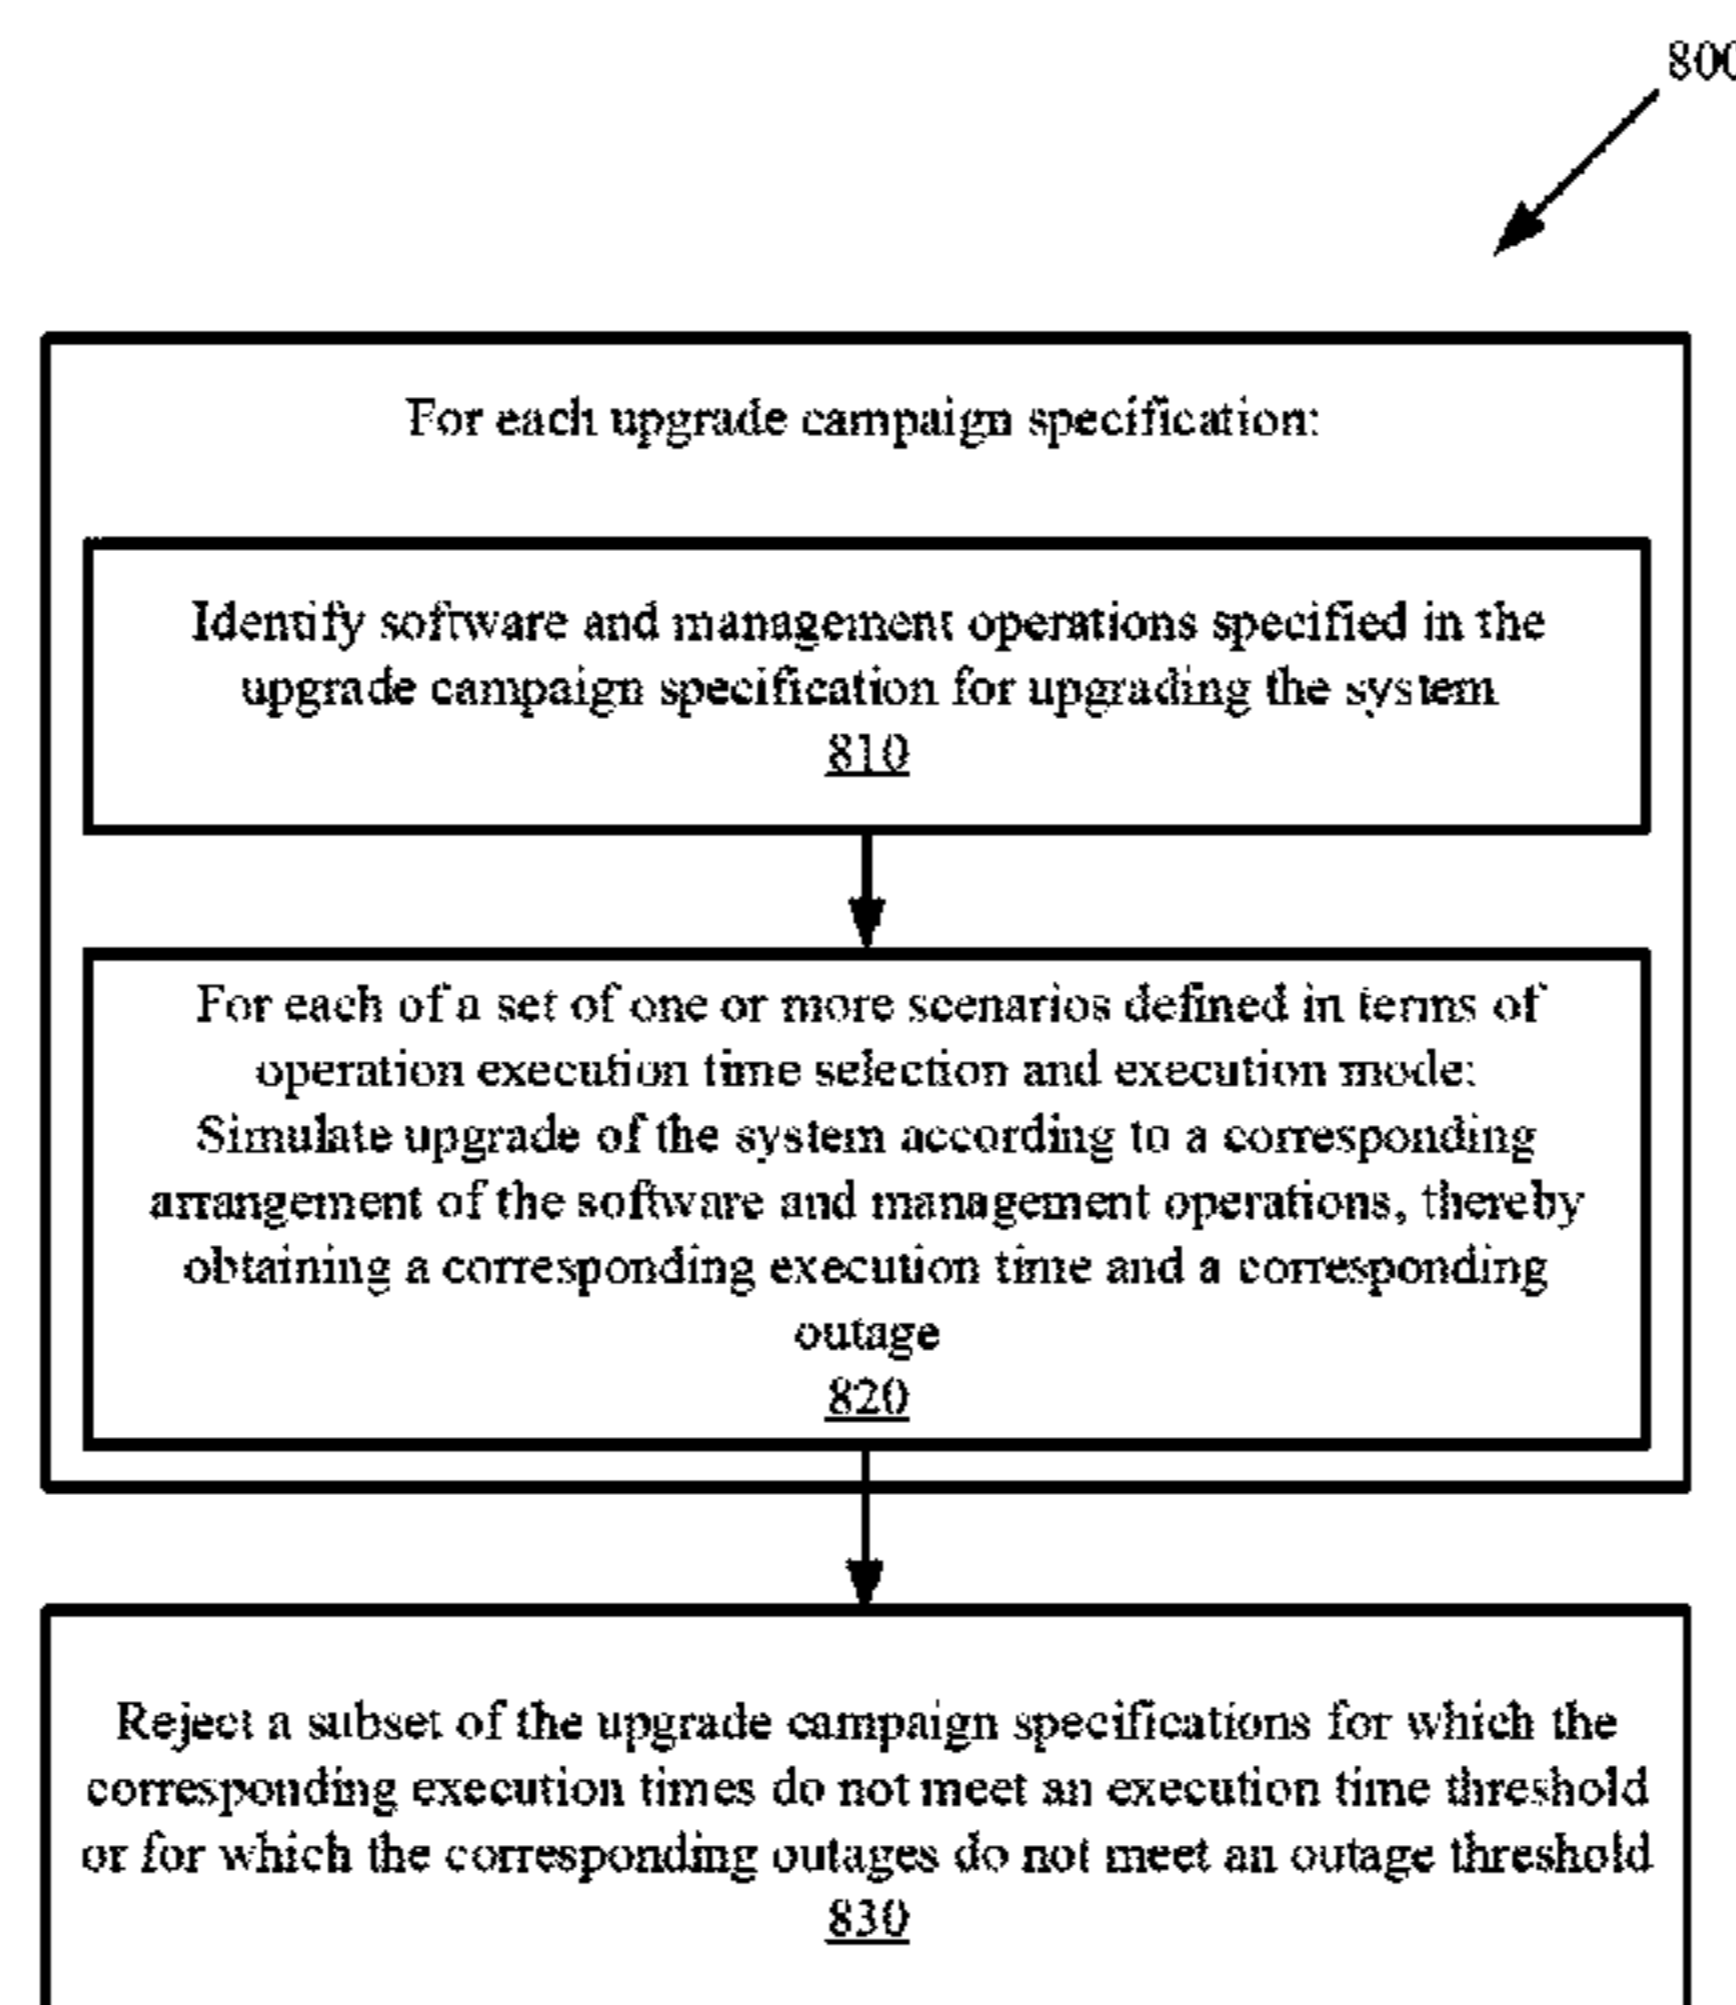 800
For each upgrade campaign specification:
Identify software and management operations specified in the
upgrade campaign specification for upgrading the system
810
For each of a set of one or more scenarios defined in terms of
operation execution time selection and execution mode:
Simulate upgrade of the system according to a corresponding
arrangement of the software and management operations, thereby
obtaining a corresponding execution time and a corresponding
outage
820
Reject a subset of the upgrade campaign specifications for which the
corresponding execution times do not meet an execution time threshold
or for which the corresponding outages do not meet an outage threshold
830